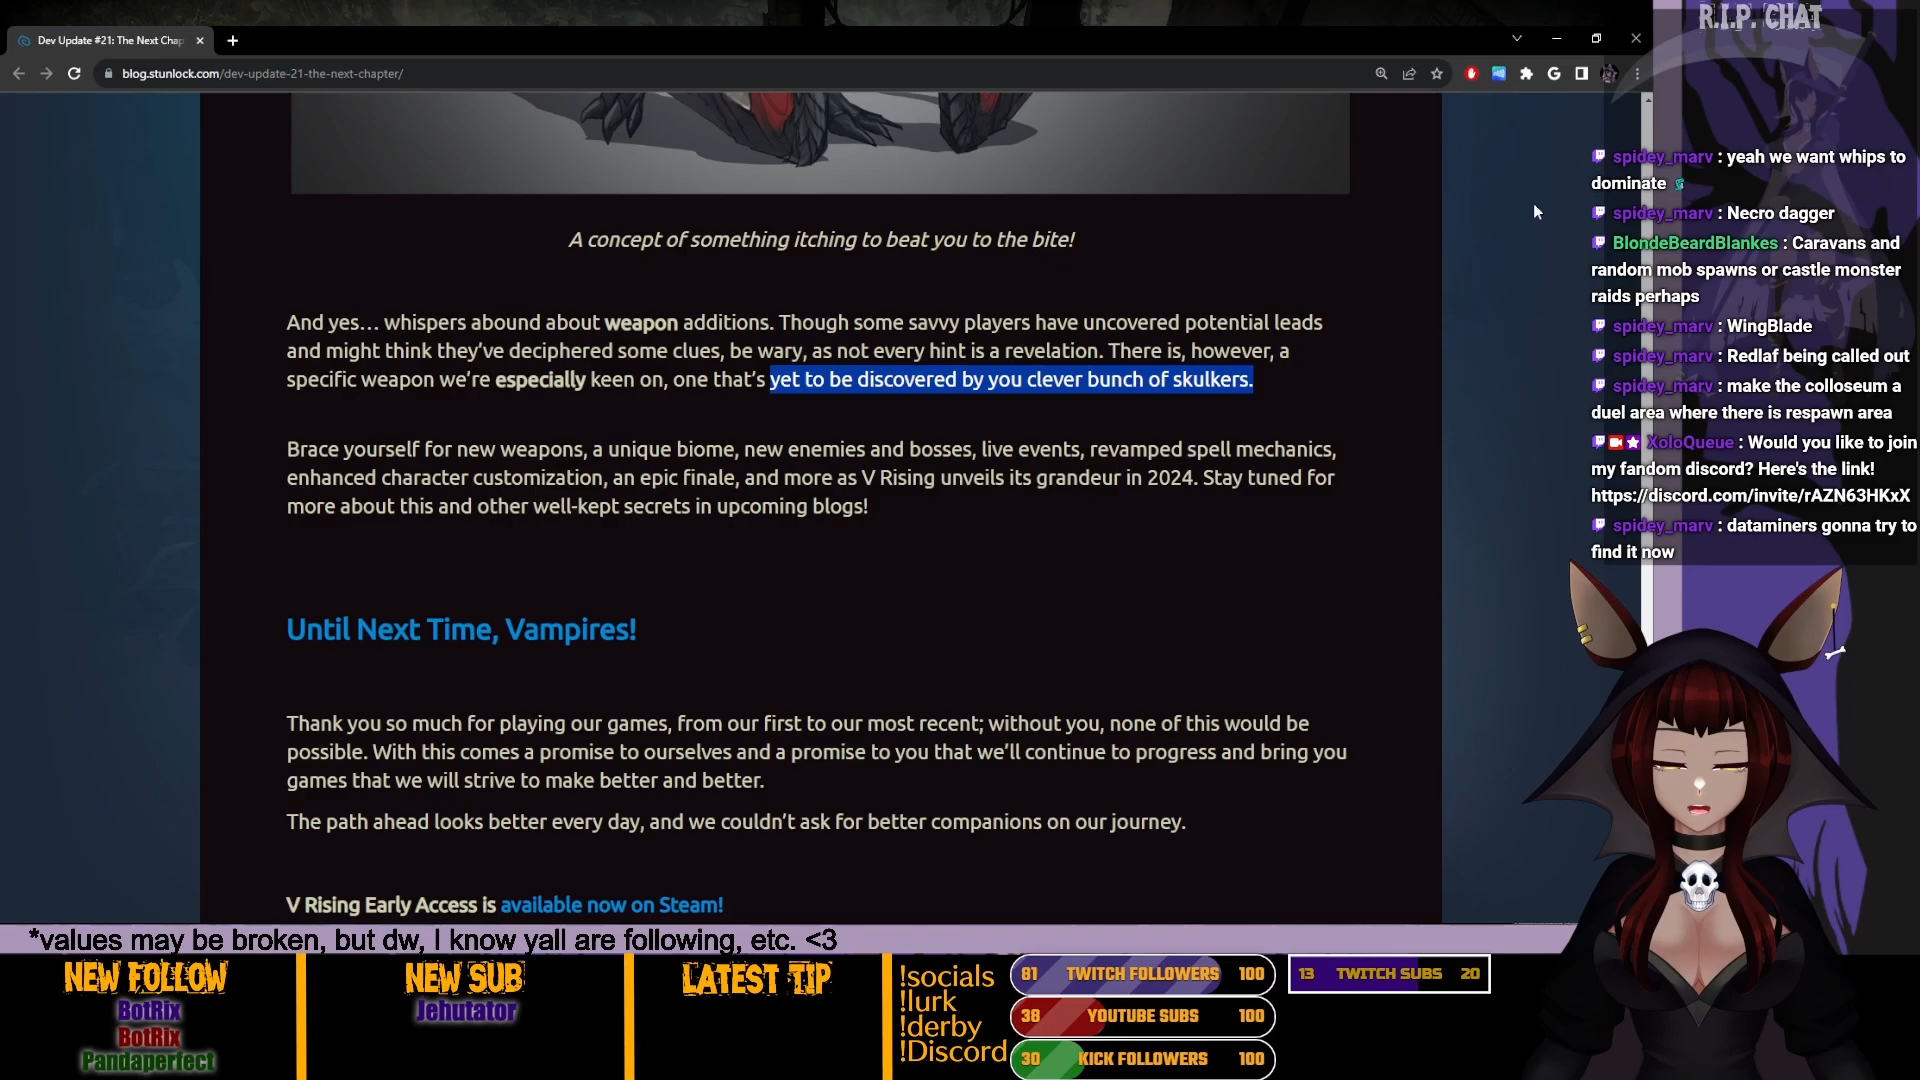 R.I.P. CHAT
Dev Update #21: The Next Chap
blog.stunlock.com/dev-update-21-the-next-chapter/
A concept of something itching to beat you to the bite!
And yes… whispers abound about weapon additions. Though some savvy players have uncovered potential leads
and might think they've deciphered some clues, be wary, as not every hint is a revelation. There is, however, a
specific weapon we're especially keen on, one that's yet to be discovered by you clever bunch of skulkers.
Brace yourself for new weapons, a unique biome, new enemies and bosses, live events, revamped spell mechanics,
enhanced character customization, an epic finale, and more as V Rising unveils its grandeur in 2024. Stay tuned for
more about this and other well-kept secrets in upcoming blogs!
Until Next Time, Vampires!
Thank you so much for playing our games, from our first to our most recent; without you, none of this would be
possible. With this comes a promise to ourselves and a promise to you that we'll continue to progress and bring you
games that we will strive to make better and better.
The path ahead looks better every day, and we couldn't ask for better companions on our journey.
V Rising Early Access is available now on Steam!
spidey_marv : yeah we want whips to
dominate
spidey_marv : Necro dagger
BlondeBeardBlankes : Caravans and
random mob spawns or castle monster
raids perhaps
spidey_marv : WingBlade
spidey_marv : Redlaf being called out
spidey_marv : make the colloseum a
duel area where there is respawn area
XoloQueue : Would you like to join
my fandom discord? Here's the link!
https://discord.com/invite/rAZN63HKxX
spidey_marv : dataminers gonna try to
find it now
*values may be broken, but dw, I know yall are following, etc. <3
NEW FOLLOW
BotRix
BotRix
Pandaperfect
NEW SUB
Jehutator
LATEST TIP
!socials
!lurk
!derby
!Discord
81 TWITCH FOLLOWERS 100
38 YOUTUBE SUBS 100
30 KICK FOLLOWERS 100
13 TWITCH SUBS 20